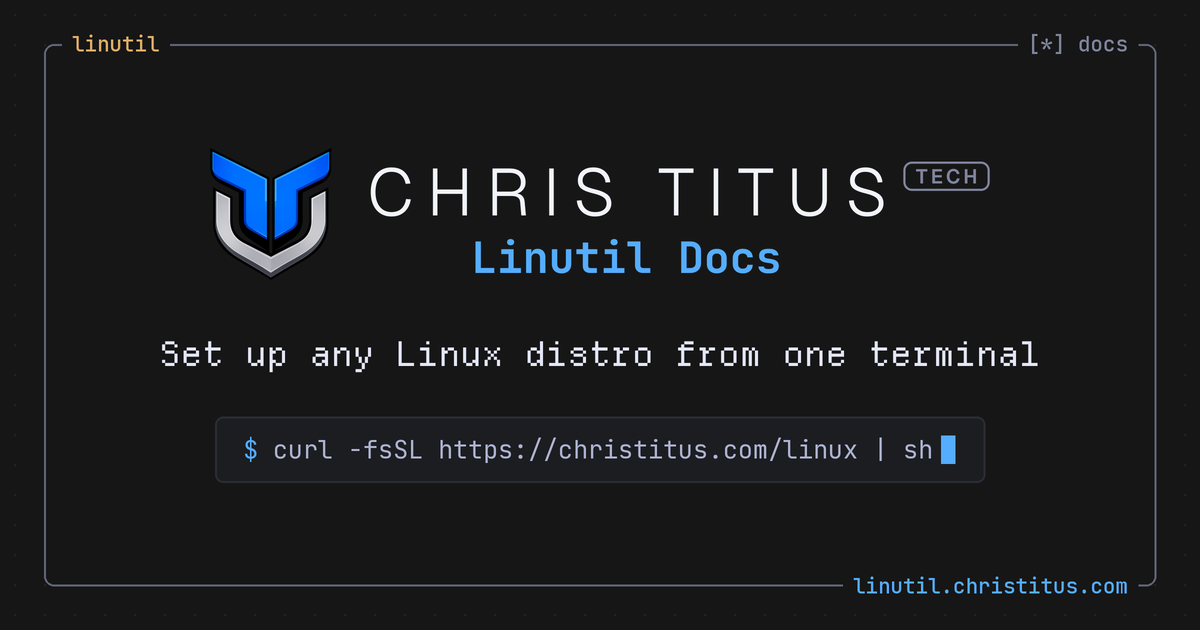 linutil
[*] docs
CHRIS TITUS TECH
Linutil Docs
Set up any Linux distro from one terminal
$ curl -fsSL https://christitus.com/linux | sh
linutil.christitus.com